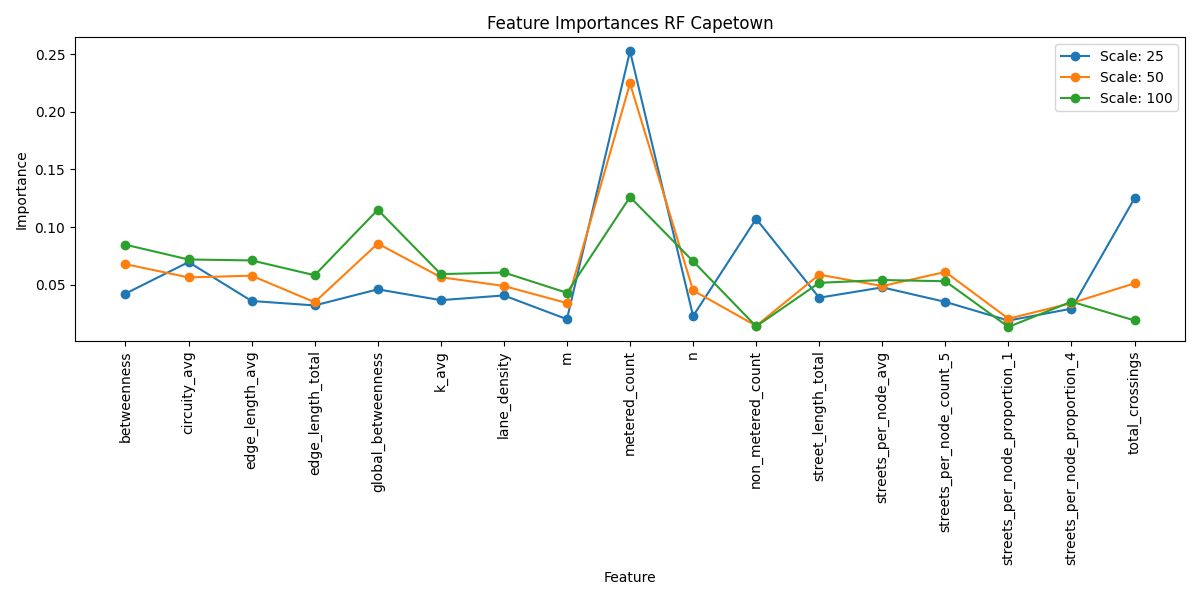 Feature Importances RF Capetown
Importance
0.25
0.20
0.15
0.10
0.05
Scale: 25
Scale: 50
Scale: 100
betweenness
circuity_avg
edge_length_avg
edge_length_total
global_betweenness
k_avg
lane_density
m
metered_count
n
non_metered_count
street_length_total
streets_per_node_avg
streets_per_node_count_5
streets_per_node_proportion_1
streets_per_node_proportion_4
total_crossings
Feature